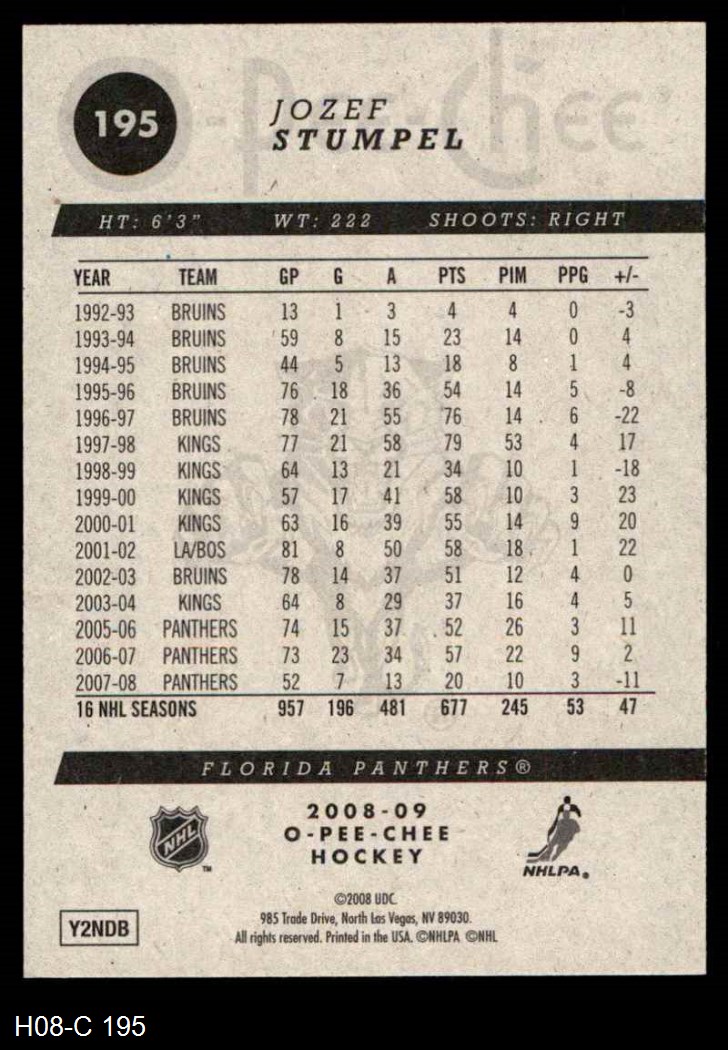 O-Pee-Chee
195
JOZEF
STUMPEL
HT: 6'3" WT: 222 SHOOTS: RIGHT
YEAR TEAM GP G A PTS PIM PPG +/-
1992-93 BRUINS 13 1 3 4 4 0 -3
1993-94 BRUINS 59 8 15 23 14 0 4
1994-95 BRUINS 44 5 13 18 8 1 4
1995-96 BRUINS 76 18 36 54 14 5 -8
1996-97 BRUINS 78 21 55 76 14 6 -22
1997-98 KINGS 77 21 58 79 53 4 17
1998-99 KINGS 64 13 21 34 10 1 -18
1999-00 KINGS 57 17 41 58 10 3 23
2000-01 KINGS 63 16 39 55 14 9 20
2001-02 LA/BOS 81 8 50 58 18 1 22
2002-03 BRUINS 78 14 37 51 12 4 0
2003-04 KINGS 64 8 29 37 16 4 5
2005-06 PANTHERS 74 15 37 52 26 3 11
2006-07 PANTHERS 73 23 34 57 22 9 2
2007-08 PANTHERS 52 7 13 20 10 3 -11
16 NHL SEASONS 957 196 481 677 245 53 47
FLORIDA PANTHERS®
NHL ™
2008-09
O-PEE-CHEE
HOCKEY
NHLPA®
©2008 UDC.
985 Trade Drive, North Las Vegas, NV 89030.
All rights reserved. Printed in the USA. ©NHLPA ©NHL
Y2NDB
H08-C 195